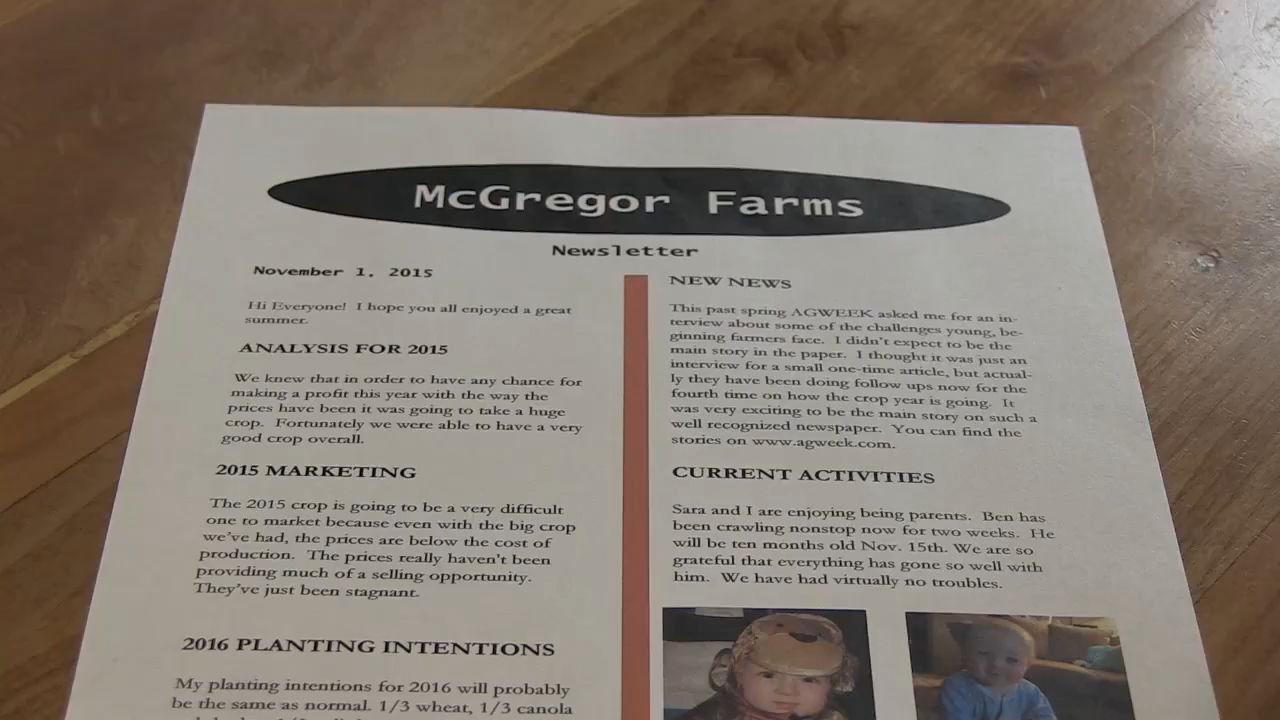 McGregor Farms
Newsletter
November 1, 2015
Hi Everyone! I hope you all enjoyed a great
summer.
ANALYSIS FOR 2015
We knew that in order to have any chance for
making a profit this year with the way the
prices have been it was going to take a huge
crop. Fortunately we were able to have a very
good crop overall.
2015 MARKETING
The 2015 crop is going to be a very difficult
one to market because even with the big crop
we've had, the prices are below the cost of
production. The prices really haven't been
providing much of a selling opportunity.
They've just been stagnant.
2016 PLANTING INTENTIONS
My planting intentions for 2016 will probably
be the same as normal. 1/3 wheat, 1/3 canola
NEW NEWS
This past spring AGWEEK asked me for an in-
terview about some of the challenges young, be-
ginning farmers face. I didn't expect to be the
main story in the paper. I thought it was just an
interview for a small one-time article, but actual-
ly they have been doing follow ups now for the
fourth time on how the crop year is going. It
was very exciting to be the main story on such a
well recognized newspaper. You can find the
stories on www.agweek.com.
CURRENT ACTIVITIES
Sara and I are enjoying being parents. Ben has
been crawling nonstop now for two weeks. He
will be ten months old Nov. 15th. We are so
grateful that everything has gone so well with
him. We have had virtually no troubles.